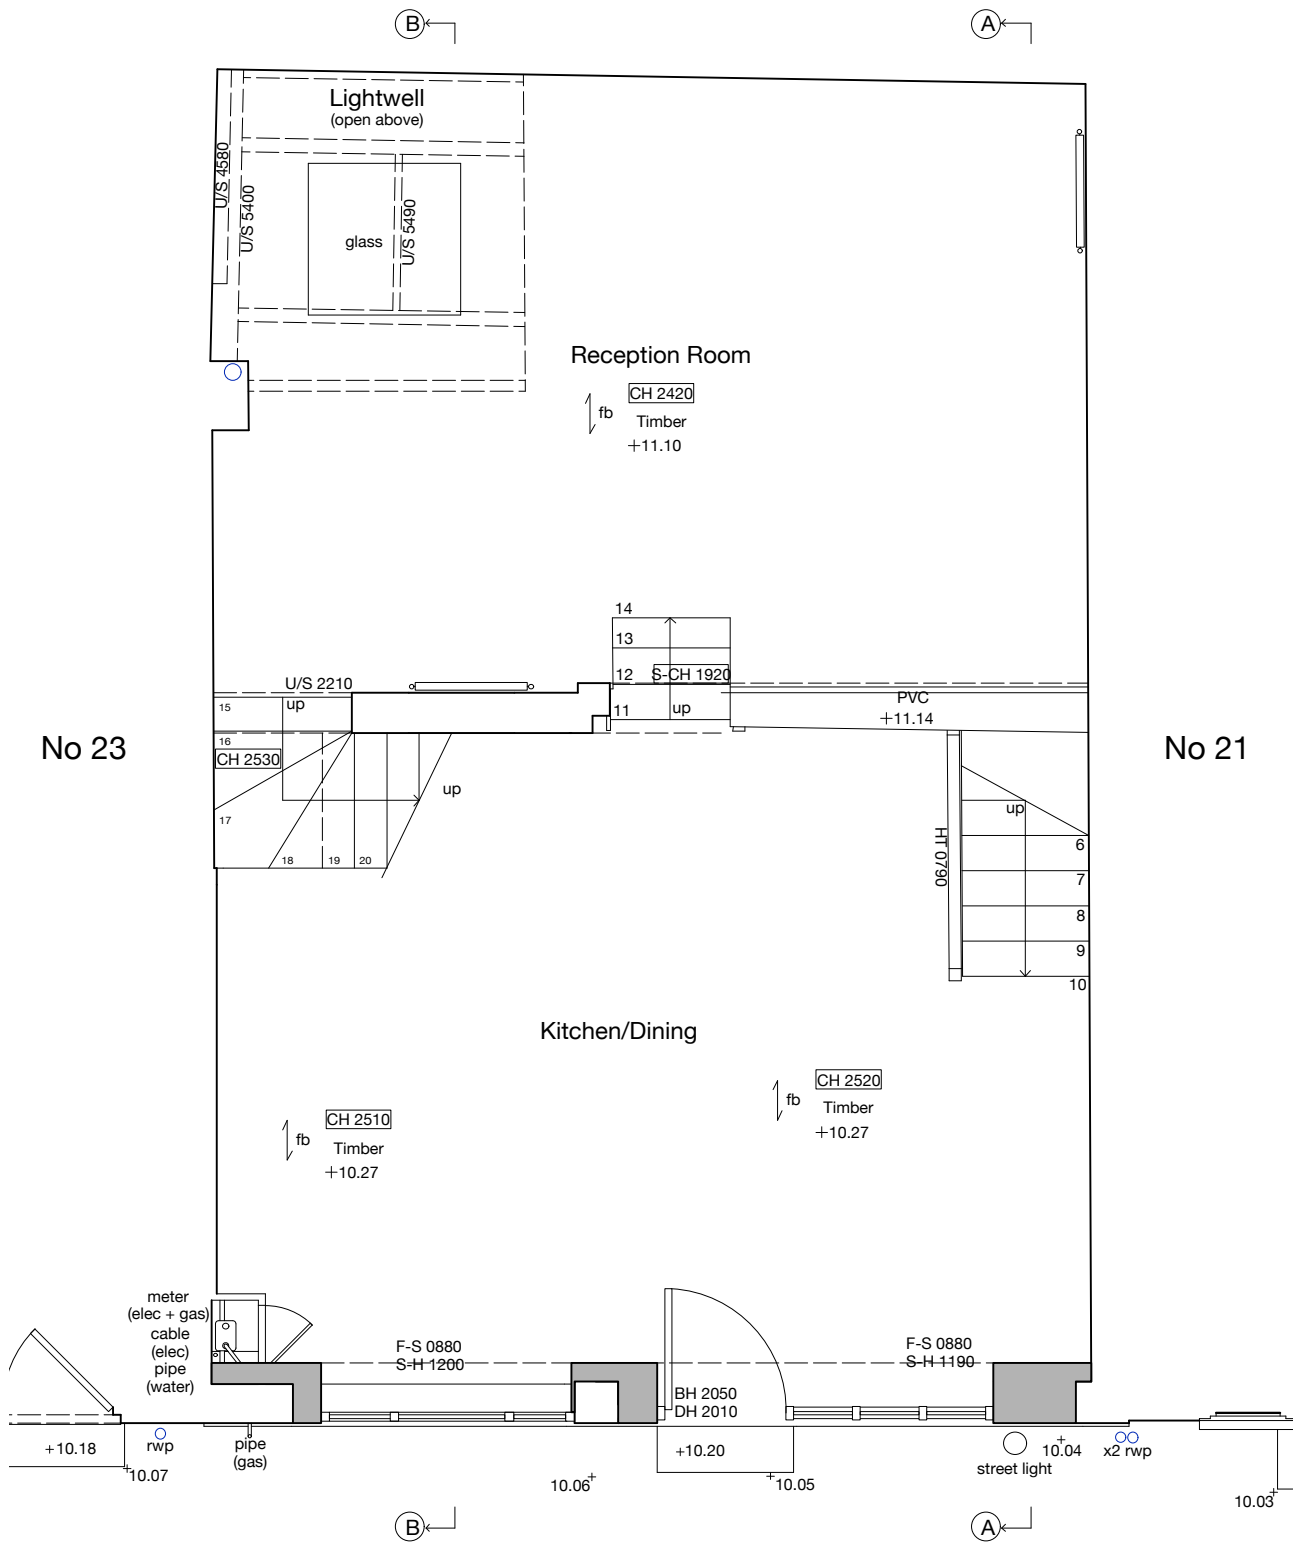 B
A
Lightwell
(open above)
U/S 4580
U/S 5400
glass
U/S 5490
Reception Room
CH 2420
fb
Timber
+11.10
14
13
12
S-CH 1920
11
up
U/S 2210
15
up
16
CH 2530
17
18
19
20
up
PVC
+11.14
No 23
No 21
up
HT 0790
6
7
8
9
10
Kitchen/Dining
CH 2520
fb
Timber
+10.27
CH 2510
fb
Timber
+10.27
meter
(elec + gas)
cable
(elec)
pipe
(water)
F-S 0880
S-H 1200
F-S 0880
S-H 1190
BH 2050
DH 2010
+10.18
rwp
+10.07
pipe
(gas)
10.06+
+10.20
+10.05
street light
10.04
x2 rwp
10.03
B
A